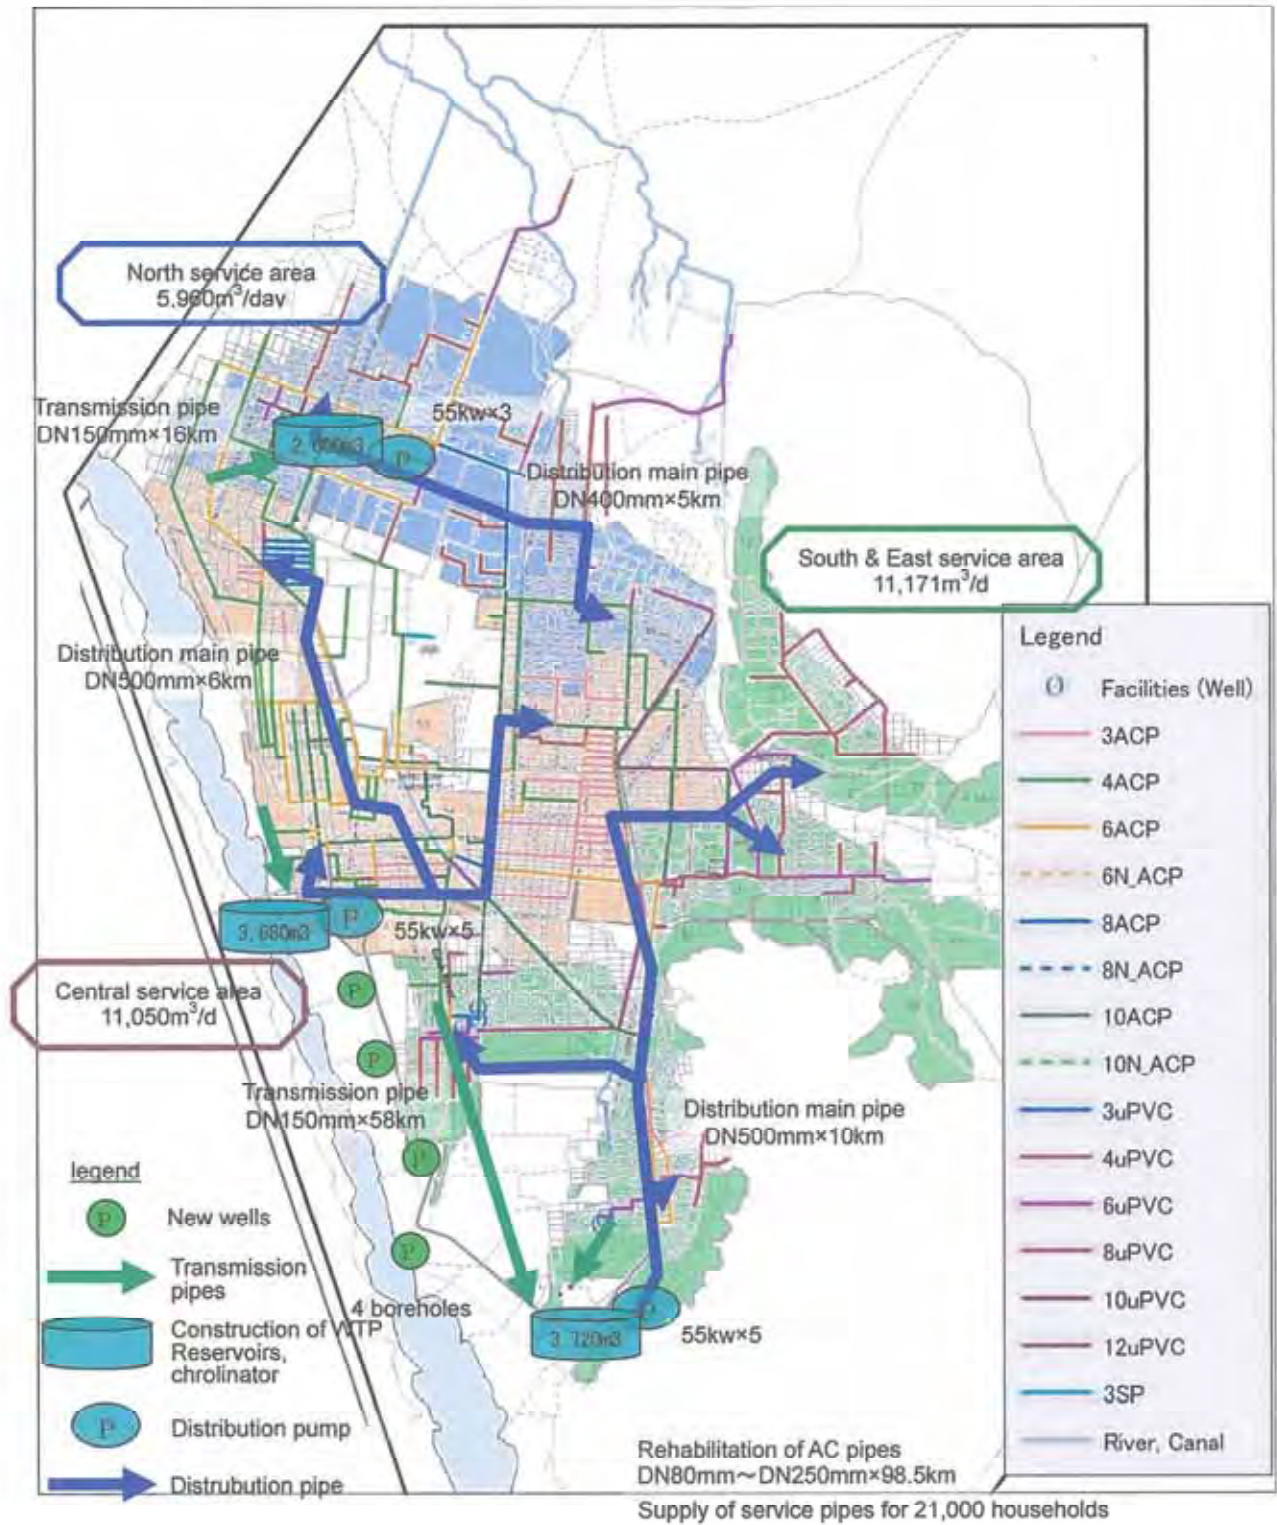 North service area
5,960m³/dav
Transmission pipe
DN150mm×16km
55kw×3
P
Distribution main pipe
DN400mm×5km
South & East service area
11,171m³/d
Distribution main pipe
DN500mm×6km
3,680m3
P
55kw×5
Central service area
11,050m³/d
P
P
Transmission pipe
DN150mm×58km
P
P
4 boreholes
Distribution main pipe
DN500mm×10km
3 720m3
P
55kw×5
legend
P New wells
Transmission
pipes
Construction of WTP
Reservoirs,
chrolinator
P Distribution pump
Distrubution pipe
Legend
Facilities (Well)
3ACP
4ACP
6ACP
6N_ACP
8ACP
8N_ACP
10ACP
10N_ACP
3uPVC
4uPVC
6uPVC
8uPVC
10uPVC
12uPVC
3SP
River, Canal
Rehabilitation of AC pipes
DN80mm～DN250mm×98.5km
Supply of service pipes for 21,000 households